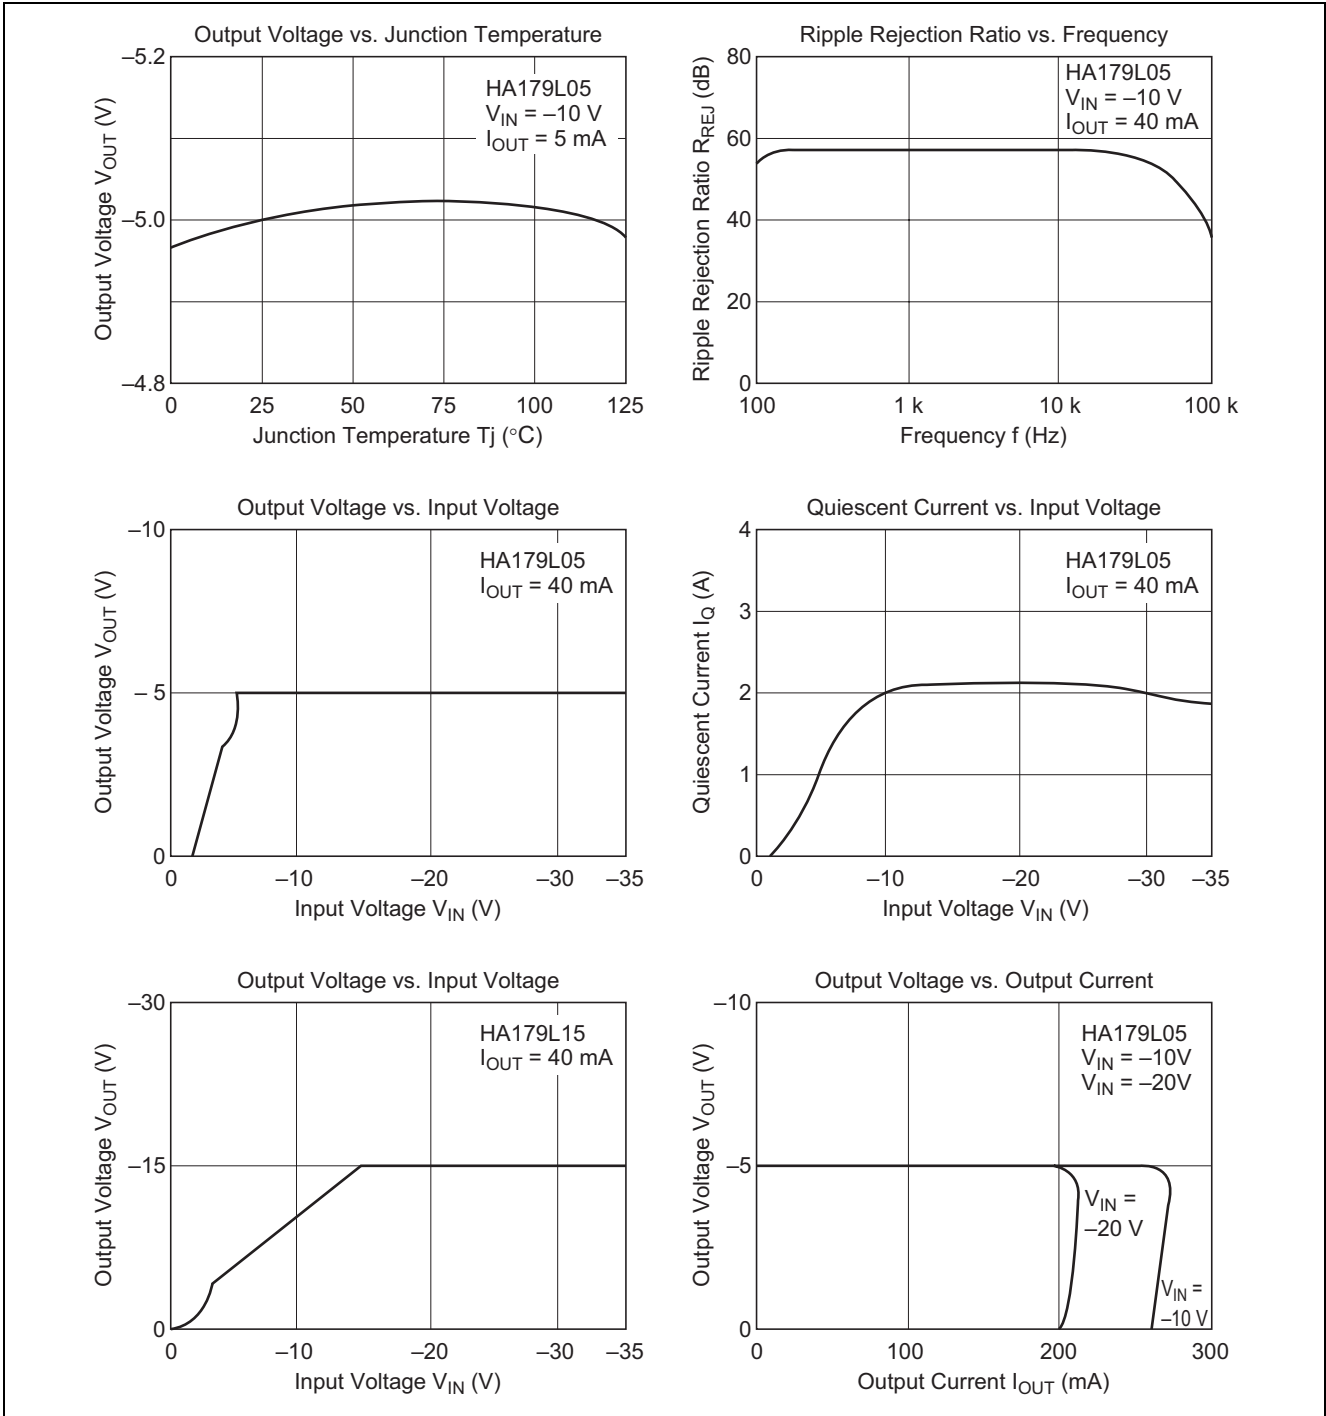 Output Voltage vs. Junction Temperature
Output Voltage V_OUT (V)
–5.2
–5.0
–4.8
HA179L05
V_IN = –10 V
I_OUT = 5 mA
0 25 50 75 100 125
Junction Temperature Tj (°C)
Ripple Rejection Ratio vs. Frequency
Ripple Rejection Ratio R_REJ (dB)
80
60
40
20
0
HA179L05
V_IN = –10 V
I_OUT = 40 mA
100 1 k 10 k 100 k
Frequency f (Hz)
Output Voltage vs. Input Voltage
Output Voltage V_OUT (V)
–10
– 5
0
HA179L05
I_OUT = 40 mA
0 –10 –20 –30 –35
Input Voltage V_IN (V)
Quiescent Current vs. Input Voltage
Quiescent Current I_Q (A)
4
3
2
1
0
HA179L05
I_OUT = 40 mA
0 –10 –20 –30 –35
Input Voltage V_IN (V)
Output Voltage vs. Input Voltage
Output Voltage V_OUT (V)
–30
–15
0
HA179L15
I_OUT = 40 mA
0 –10 –20 –30 –35
Input Voltage V_IN (V)
Output Voltage vs. Output Current
Output Voltage V_OUT (V)
–10
–5
0
HA179L05
V_IN = –10V
V_IN = –20V
V_IN =
–20 V
V_IN =
–10 V
0 100 200 300
Output Current I_OUT (mA)